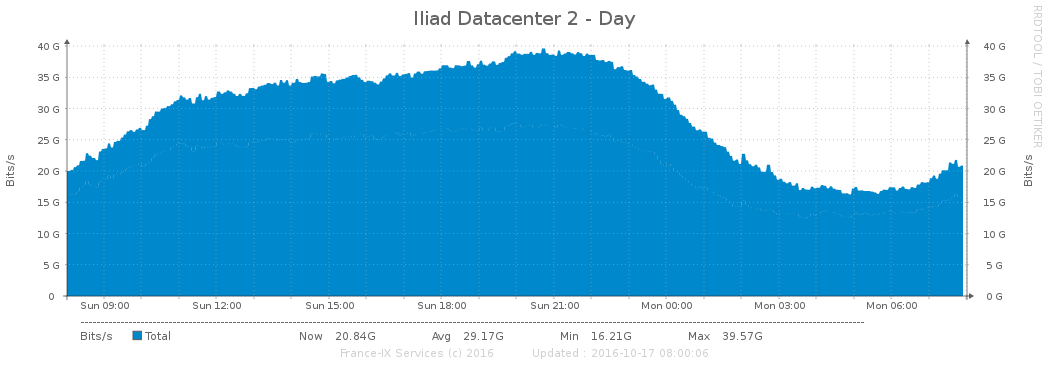 Iliad Datacenter 2 - Day
RRDTOOL / TOBI OETIKER
Bits/s
40 G 40 G
35 G 35 G
30 G 30 G
25 G 25 G
20 G 20 G
15 G 15 G
10 G 10 G
5 G 5 G
0 0 G
Bits/s
Sun 09:00 Sun 12:00 Sun 15:00 Sun 18:00 Sun 21:00 Mon 00:00 Mon 03:00 Mon 06:00
Bits/s Total Now 20.84G Avg 29.17G Min 16.21G Max 39.57G
France-IX Services (c) 2016 Updated : 2016-10-17 08:00:06